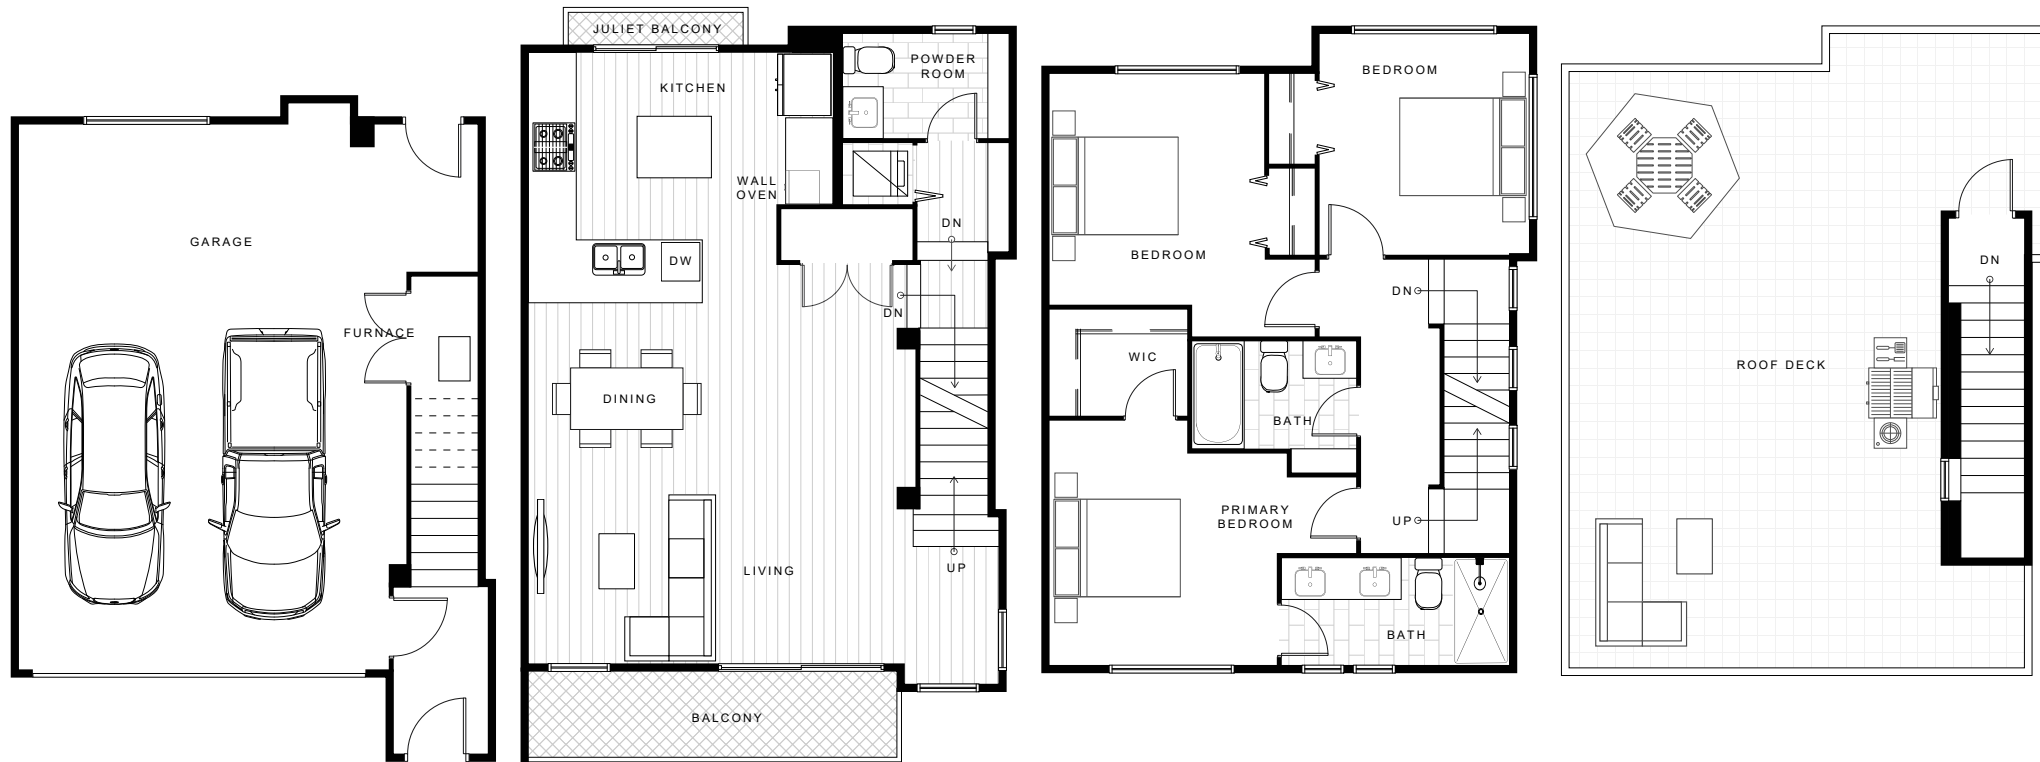 GARAGE
FURNACE
JULIET BALCONY
KITCHEN
POWDER
ROOM
WALL
OVEN
DN
DW
DN
DINING
LIVING
UP
BALCONY
BEDROOM
BEDROOM
DN
WIC
BATH
PRIMARY
BEDROOM
UP
BATH
DN
ROOF DECK